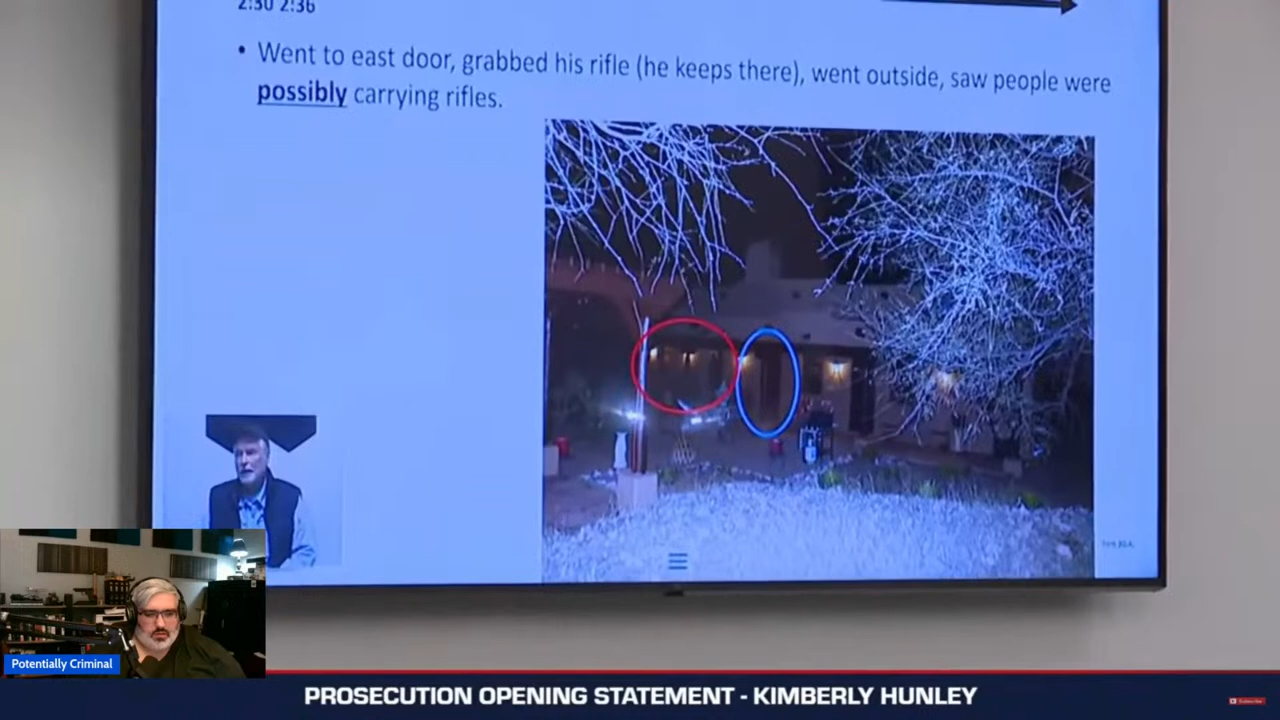 2:30 2:36
• Went to east door, grabbed his rifle (he keeps there), went outside, saw people were
possibly carrying rifles.
Potentially Criminal
PROSECUTION OPENING STATEMENT - KIMBERLY HUNLEY
Subscribe